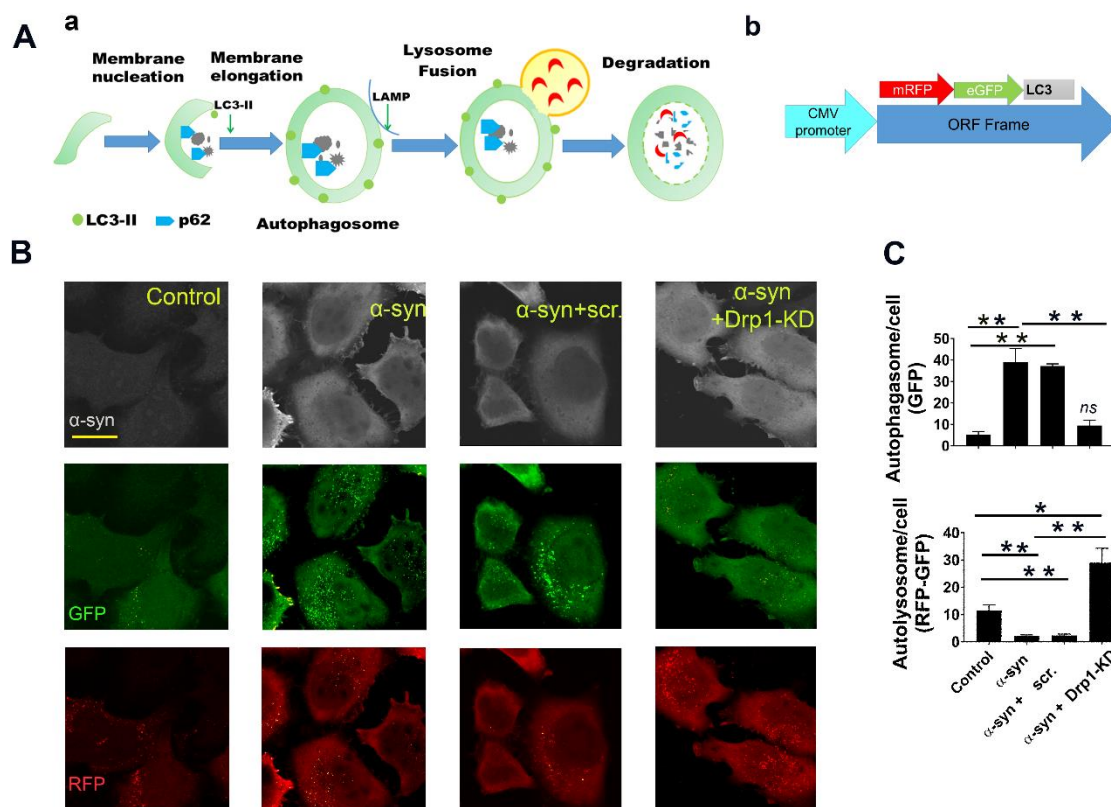 A
a
Membrane
nucleation
Membrane
elongation
Lysosome
Fusion
Degradation
LC3-II
LAMP
Autophagosome
LC3-II
p62
b
mRFP
eGFP
LC3
CMV
promoter
ORF Frame
B
Control
α-syn
α-syn
α-syn+scr.
α-syn
+Drp1-KD
GFP
RFP
C
Autophagasome/cell
(GFP)
50
40
30
20
10
0
**
**
**
ns
Autolysosome/cell
(RFP-GFP)
40
30
20
10
0
*
**
**
**
Control
α-syn
α-syn + scr.
α-syn + Drp1-KD